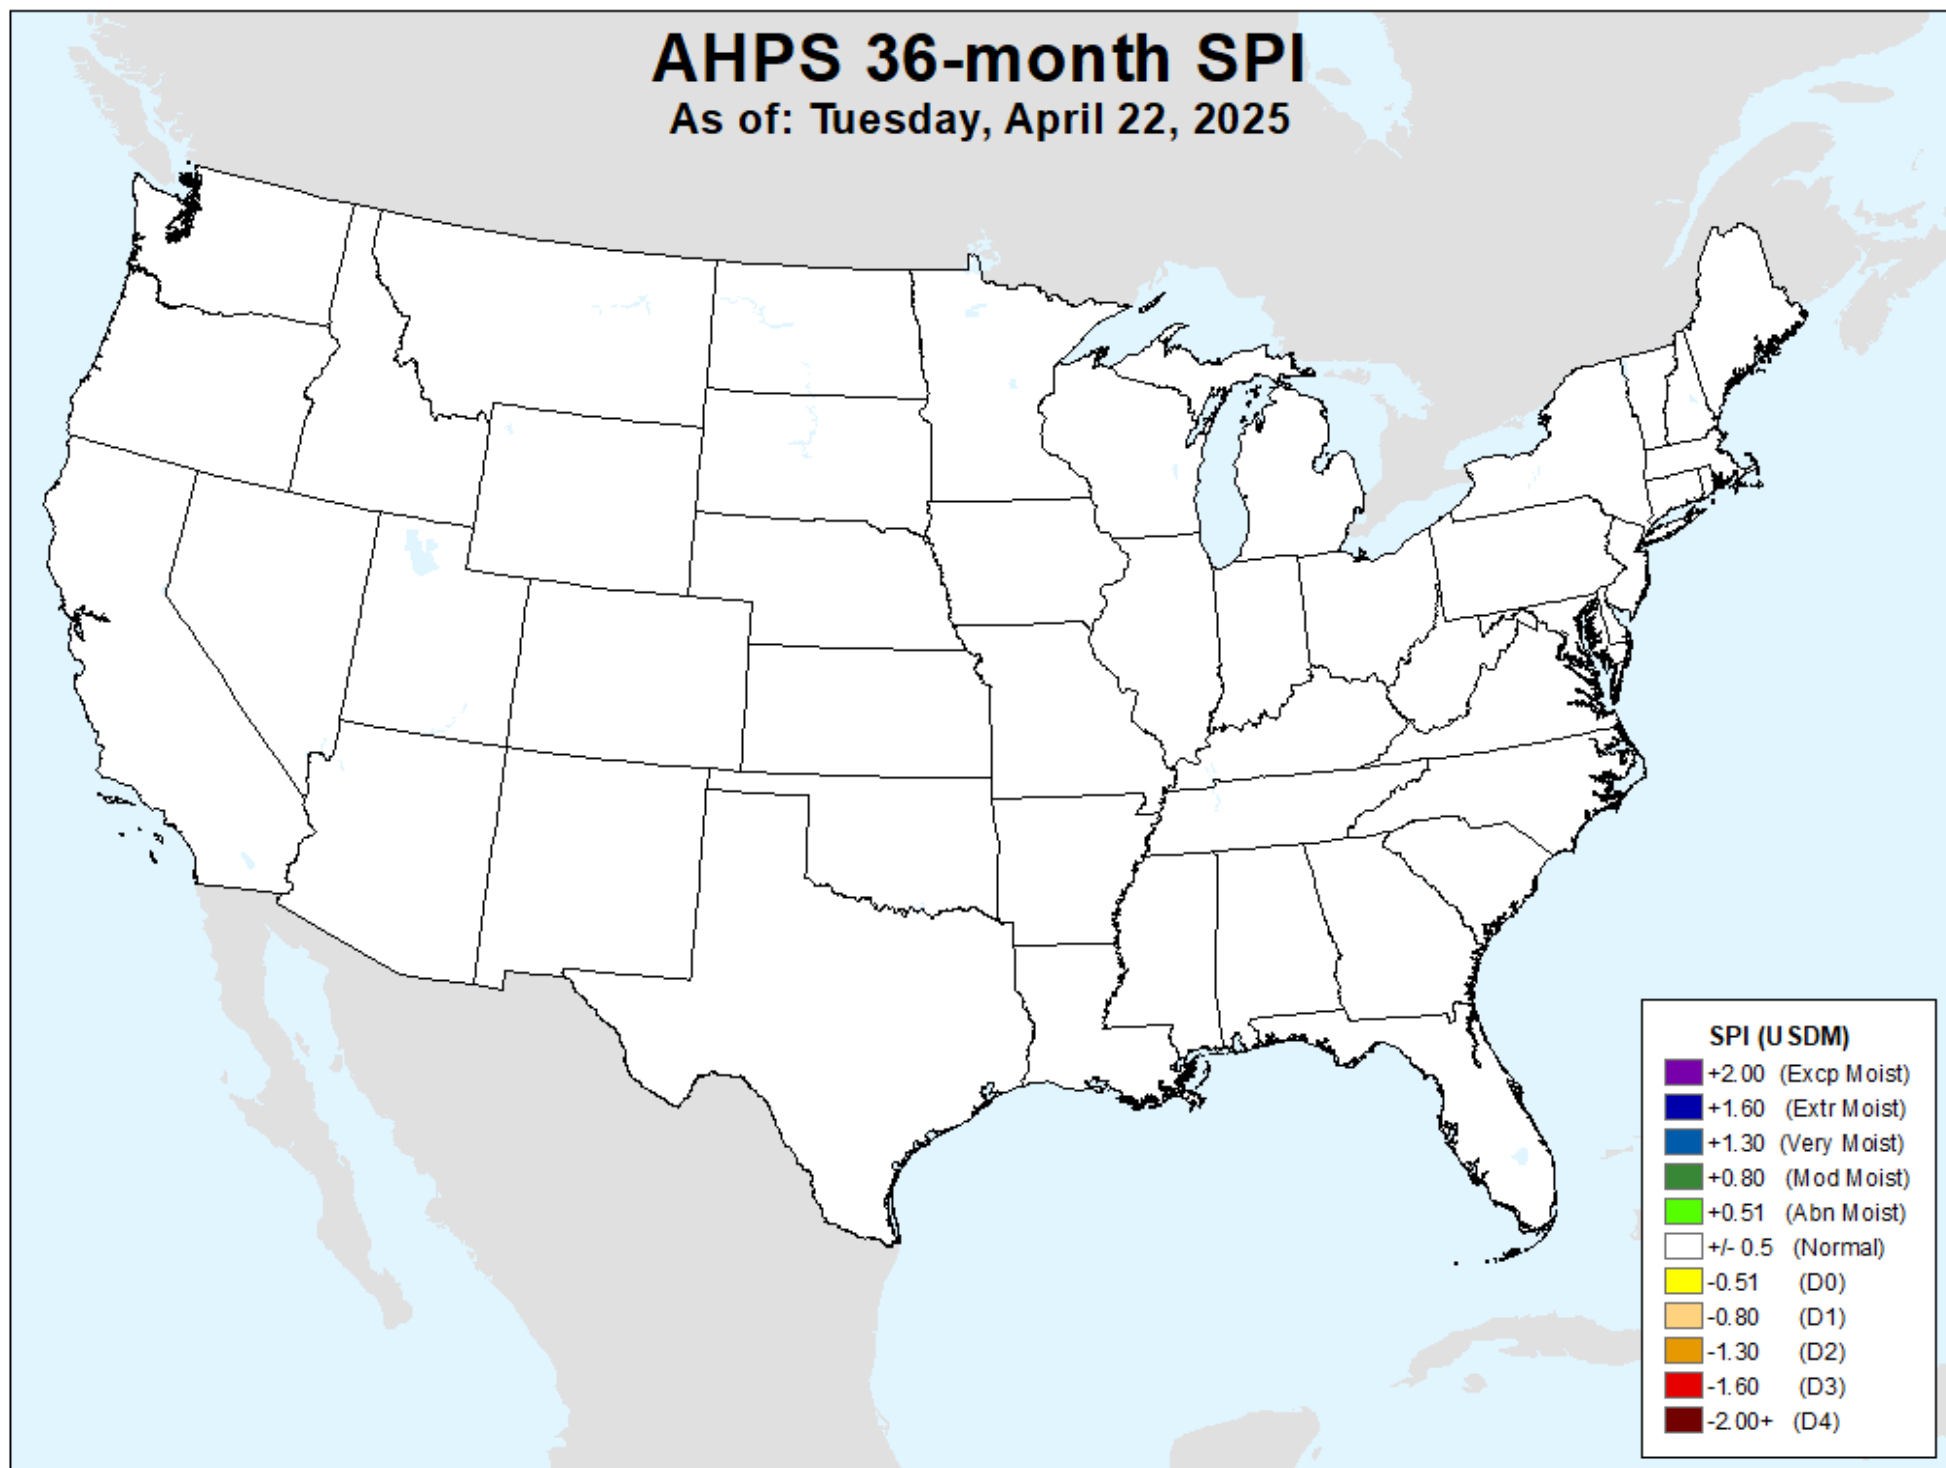 AHPS 36-month SPI
As of: Tuesday, April 22, 2025
SPI (USDM)
+2.00 (Excp Moist)
+1.60 (Extr Moist)
+1.30 (Very Moist)
+0.80 (Mod Moist)
+0.51 (Abn Moist)
+/- 0.5 (Normal)
-0.51 (D0)
-0.80 (D1)
-1.30 (D2)
-1.60 (D3)
-2.00+ (D4)